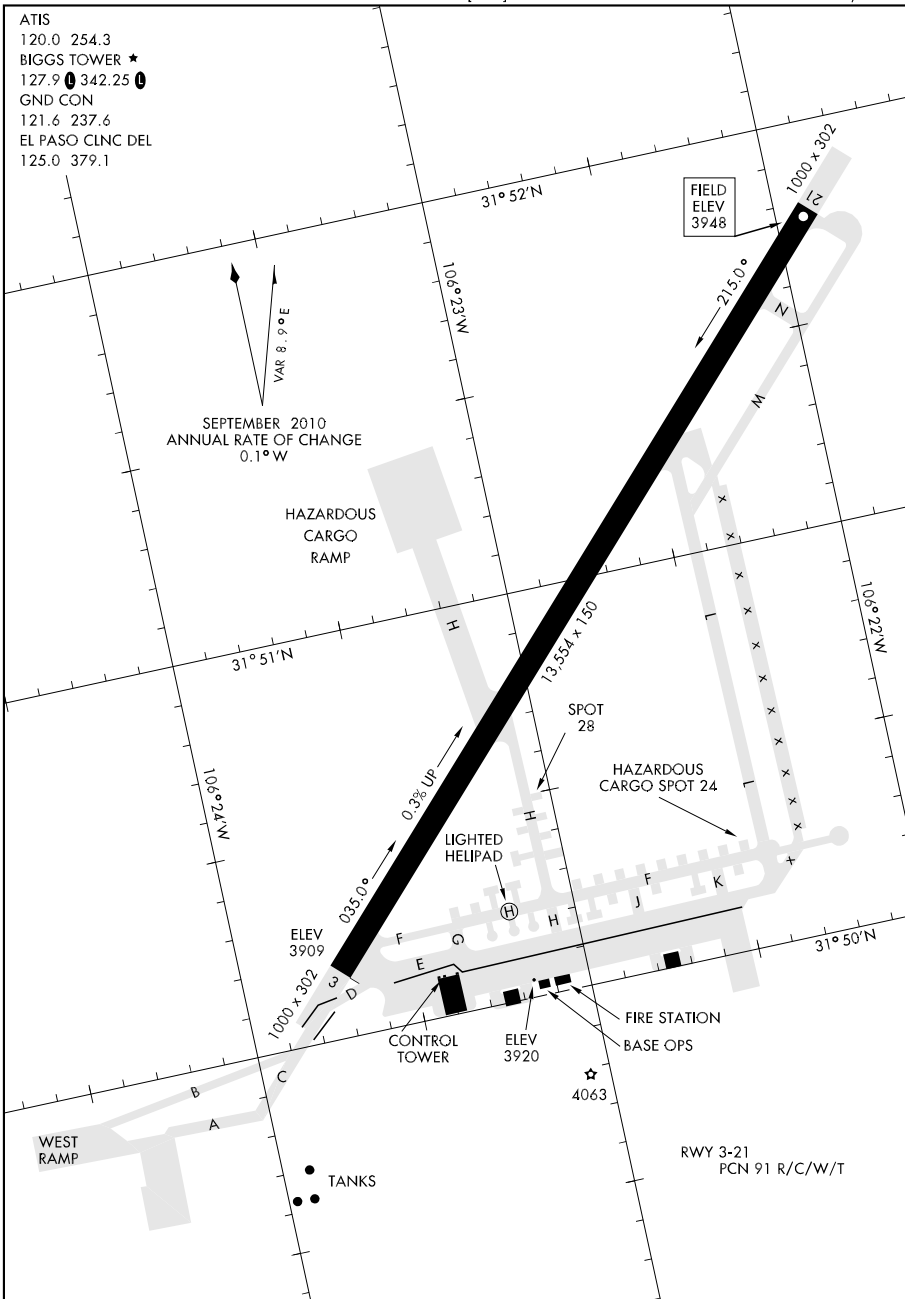 ATIS
120.0 254.3
BIGGS TOWER ★
127.9 L 342.25 L
GND CON
121.6 237.6
EL PASO CLNC DEL
125.0 379.1
31°52'N
1000 x 302
21
FIELD
ELEV
3948
106°23'W
215.0°
VAR 8.9°E
N
SEPTEMBER 2010
ANNUAL RATE OF CHANGE
0.1°W
M
HAZARDOUS
CARGO
RAMP
x x x x x x x x x x x
H
L
13,554 x 150
106°22'W
31°51'N
SPOT
28
0.3% UP
HAZARDOUS
CARGO SPOT 24
L
106°24'W
H
LIGHTED
HELIPAD
035.0°
F
K
J
H
H
F
G
E
ELEV
3909
3
D
31°50'N
1000 x 302
CONTROL
TOWER
ELEV
3920
FIRE STATION
BASE OPS
4063
C
B
A
WEST
RAMP
TANKS
RWY 3-21
PCN 91 R/C/W/T